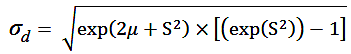 σ_d = √(exp(2μ + S²) × [(exp(S²)) − 1])